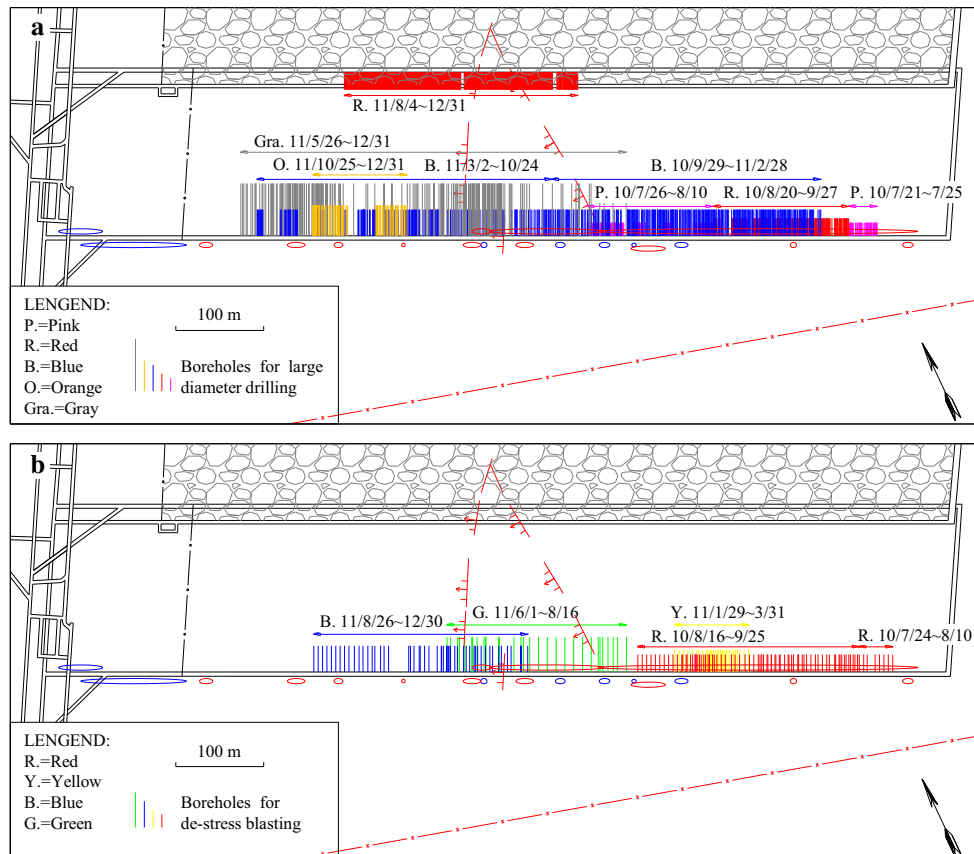 a
R. 11/8/4~12/31
Gra. 11/5/26~12/31
O. 11/10/25~12/31
B. 11/3/2~10/24
B. 10/9/29~11/2/28
P. 10/7/26~8/10
R. 10/8/20~9/27
P. 10/7/21~7/25
LENGEND:
P.=Pink
R.=Red
B.=Blue
O.=Orange
Gra.=Gray
100 m
Boreholes for large
diameter drilling
b
B. 11/8/26~12/30
G. 11/6/1~8/16
Y. 11/1/29~3/31
R. 10/8/16~9/25
R. 10/7/24~8/10
LENGEND:
R.=Red
Y.=Yellow
B.=Blue
G.=Green
100 m
Boreholes for
de-stress blasting